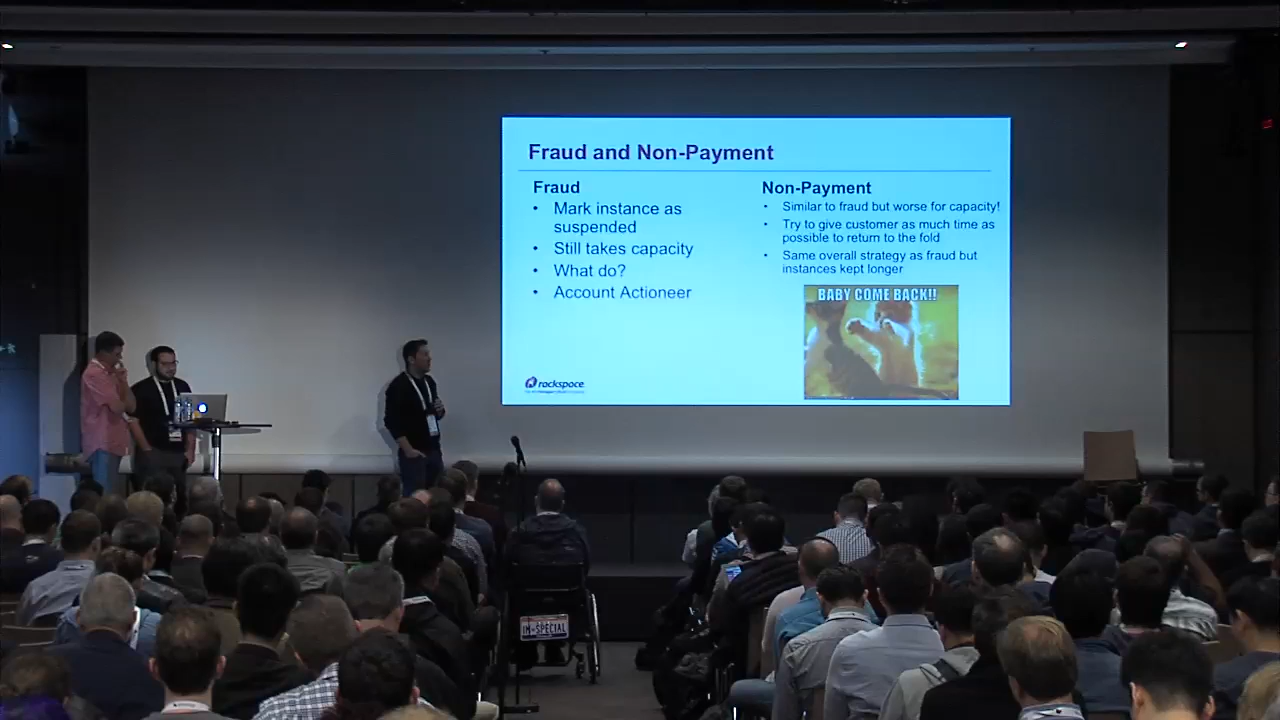 Fraud and Non-Payment
Fraud
• Mark instance as
suspended
• Still takes capacity
• What do?
• Account Actioneer
Non-Payment
• Similar to fraud but worse for capacity!
• Try to give customer as much time as
possible to return to the fold
• Same overall strategy as fraud but
instances kept longer
BABY COME BACK!!
rackspace
IM-SPECIAL